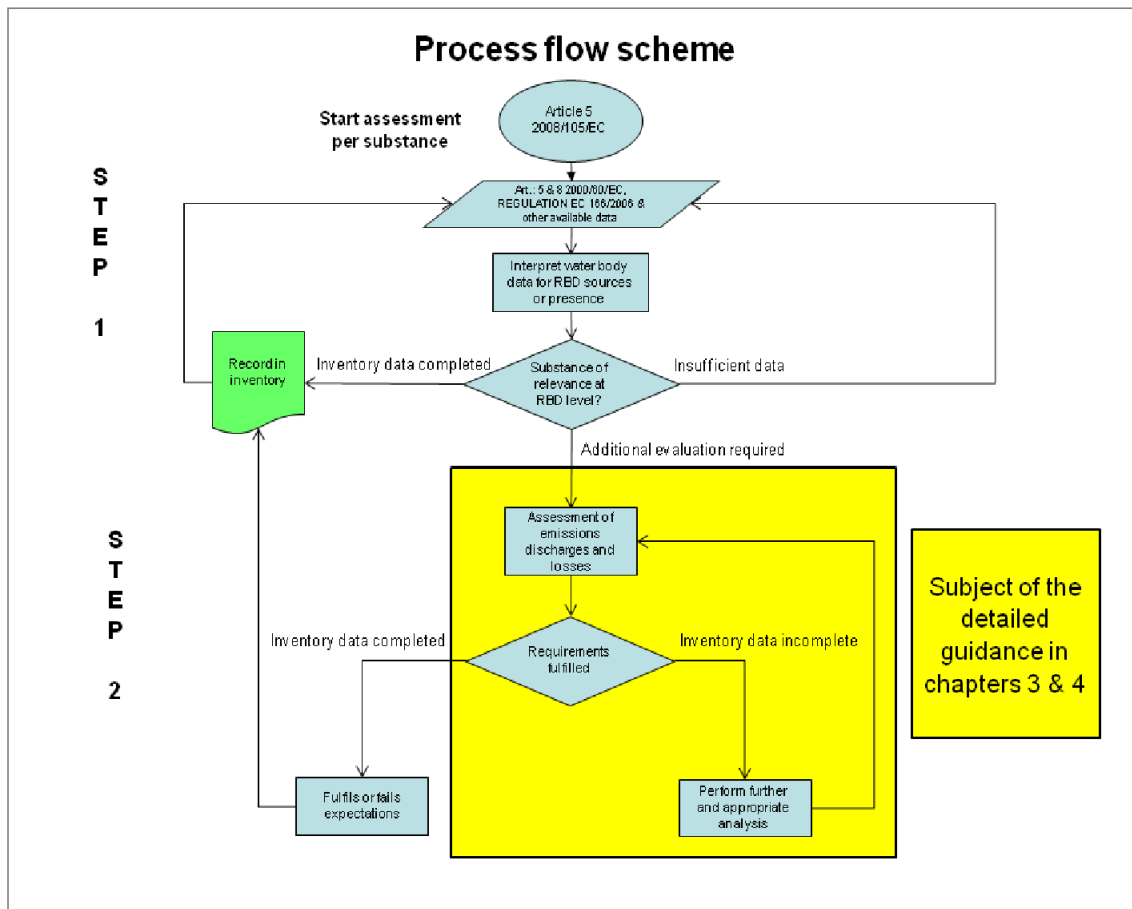 Process flow scheme
Start assessment
per substance
Article 5
2008/105/EC
Art.: 5 & 8 2000/60/EC,
REGULATION EC 166/2006 &
other available data
Interpret water body
data for RBD sources
or presence
S
T
E
P
1
Record in
inventory
Inventory data completed
Substance of
relevance at
RBD level?
Insufficient data
Additional evaluation required
S
T
E
P
2
Assessment of
emissions
discharges and
losses
Subject of the
detailed
guidance in
chapters 3 & 4
Inventory data completed
Requirements
fulfilled
Inventory data incomplete
Fulfils or fails
expectations
Perform further
and appropriate
analysis